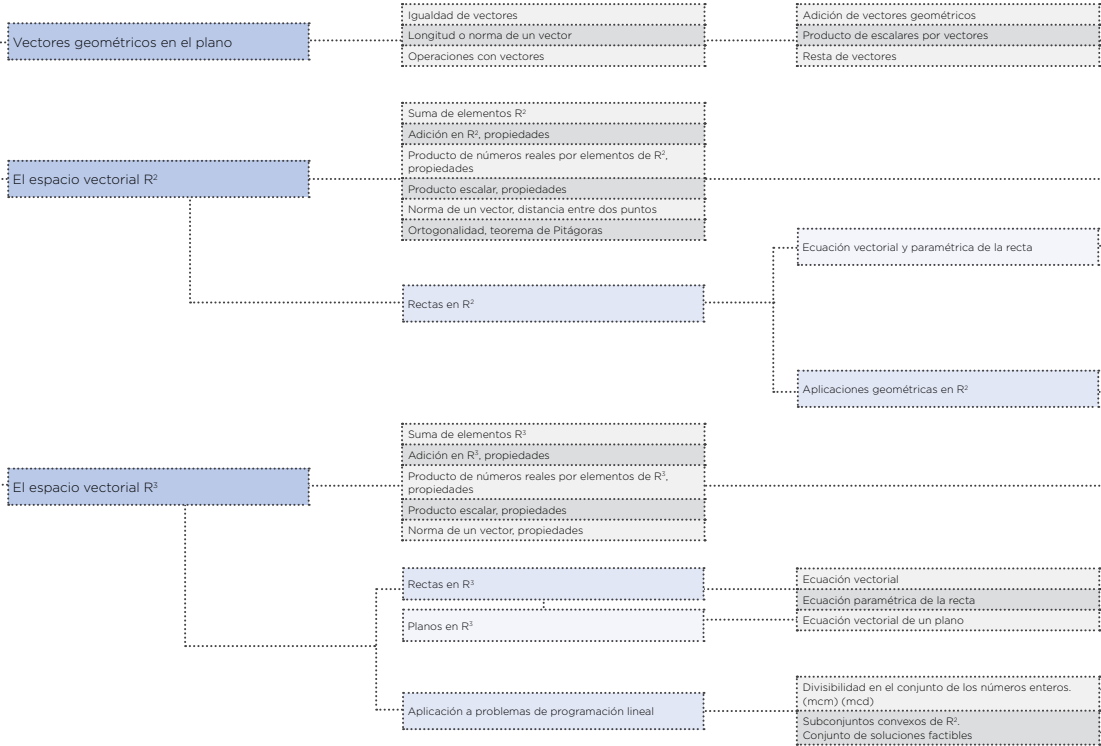 Vectores geométricos en el plano
Igualdad de vectores
Longitud o norma de un vector
Operaciones con vectores
Adición de vectores geométricos
Producto de escalares por vectores
Resta de vectores
El espacio vectorial R²
Suma de elementos R²
Adición en R², propiedades
Producto de números reales por elementos de R²,
propiedades
Producto escalar, propiedades
Norma de un vector, distancia entre dos puntos
Ortogonalidad, teorema de Pitágoras
Rectas en R²
Ecuación vectorial y paramétrica de la recta
Aplicaciones geométricas en R²
El espacio vectorial R³
Suma de elementos R³
Adición en R³, propiedades
Producto de números reales por elementos de R³,
propiedades
Producto escalar, propiedades
Norma de un vector, propiedades
Rectas en R³
Planos en R³
Ecuación vectorial
Ecuación paramétrica de la recta
Ecuación vectorial de un plano
Aplicación a problemas de programación lineal
Divisibilidad en el conjunto de los números enteros.
(mcm) (mcd)
Subconjuntos convexos de R².
Conjunto de soluciones factibles